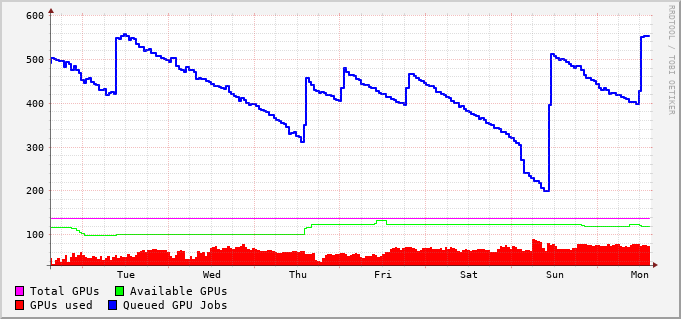 600
500
400
300
200
100
Tue Wed Thu Fri Sat Sun Mon
Total GPUs Available GPUs
GPUs used Queued GPU Jobs
RRDTOOL / TOBI OETIKER